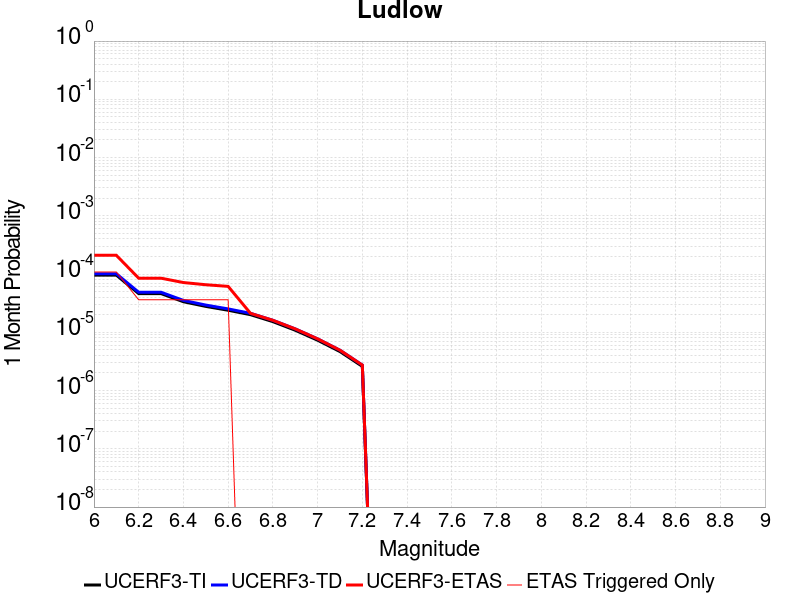 Ludlow
1 Month Probability
10^0
10^-1
10^-2
10^-3
10^-4
10^-5
10^-6
10^-7
10^-8
6 6.2 6.4 6.6 6.8 7 7.2 7.4 7.6 7.8 8 8.2 8.4 8.6 8.8 9
Magnitude
UCERF3-TI UCERF3-TD UCERF3-ETAS ETAS Triggered Only